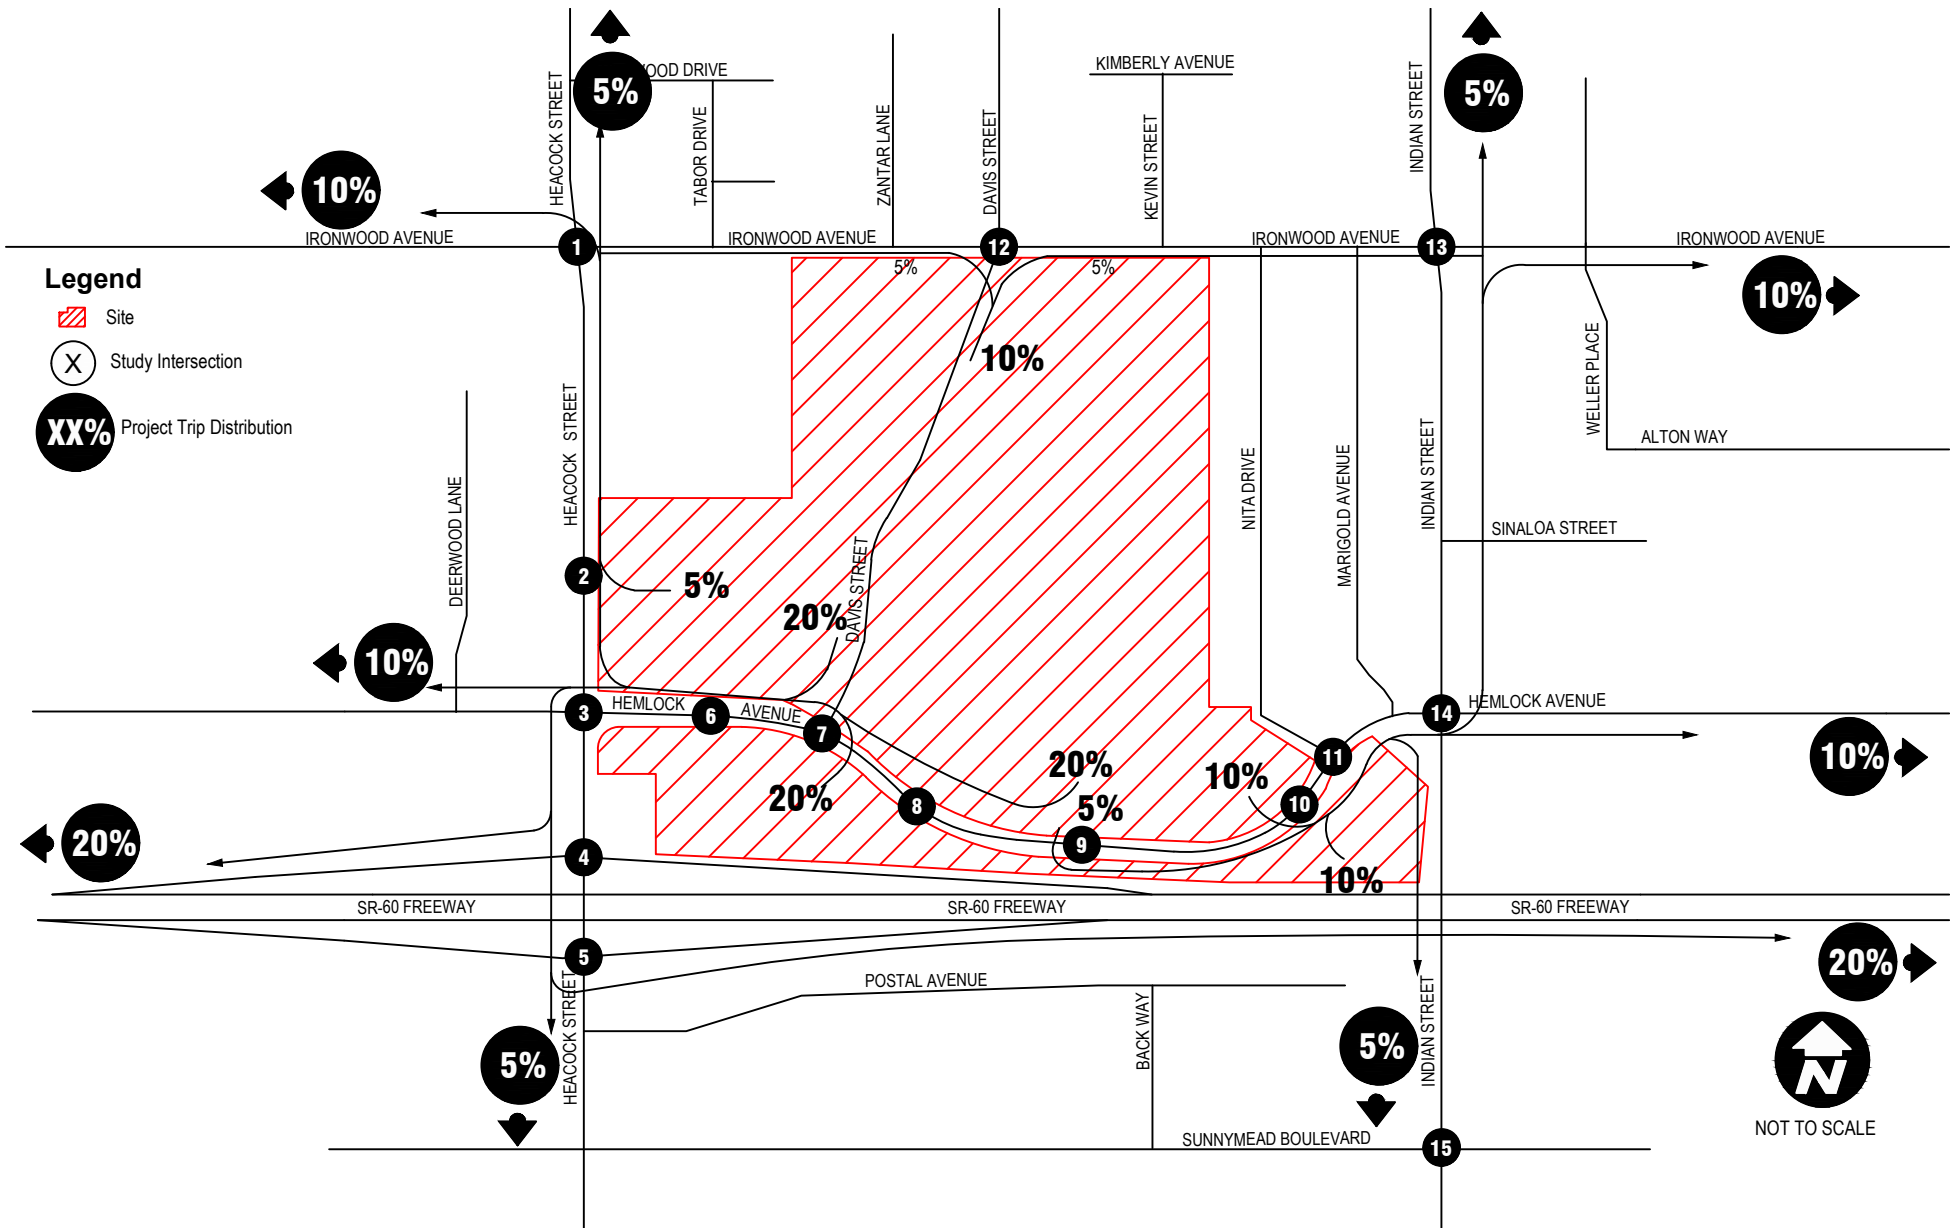 5%
5%
OOD DRIVE
KIMBERLY AVENUE
HEACOCK STREET
TABOR DRIVE
ZANTAR LANE
DAVIS STREET
KEVIN STREET
INDIAN STREET
10%
IRONWOOD AVENUE
1
IRONWOOD AVENUE
12
IRONWOOD AVENUE
13
IRONWOOD AVENUE
5%
5%
10%
Legend
Site
X
Study Intersection
XX%
Project Trip Distribution
10%
WELLER PLACE
ALTON WAY
HEACOCK STREET
DEERWOOD LANE
NITA DRIVE
MARIGOLD AVENUE
INDIAN STREET
SINALOA STREET
2
5%
DAVIS STREET
20%
10%
3
HEMLOCK
6
AVENUE
7
14
HEMLOCK AVENUE
11
10%
20%
20%
5%
10%
8
10
9
20%
4
10%
SR-60 FREEWAY
SR-60 FREEWAY
SR-60 FREEWAY
5
20%
POSTAL AVENUE
HEACOCK STREET
BACK WAY
INDIAN STREET
5%
5%
N
NOT TO SCALE
SUNNYMEAD BOULEVARD
15